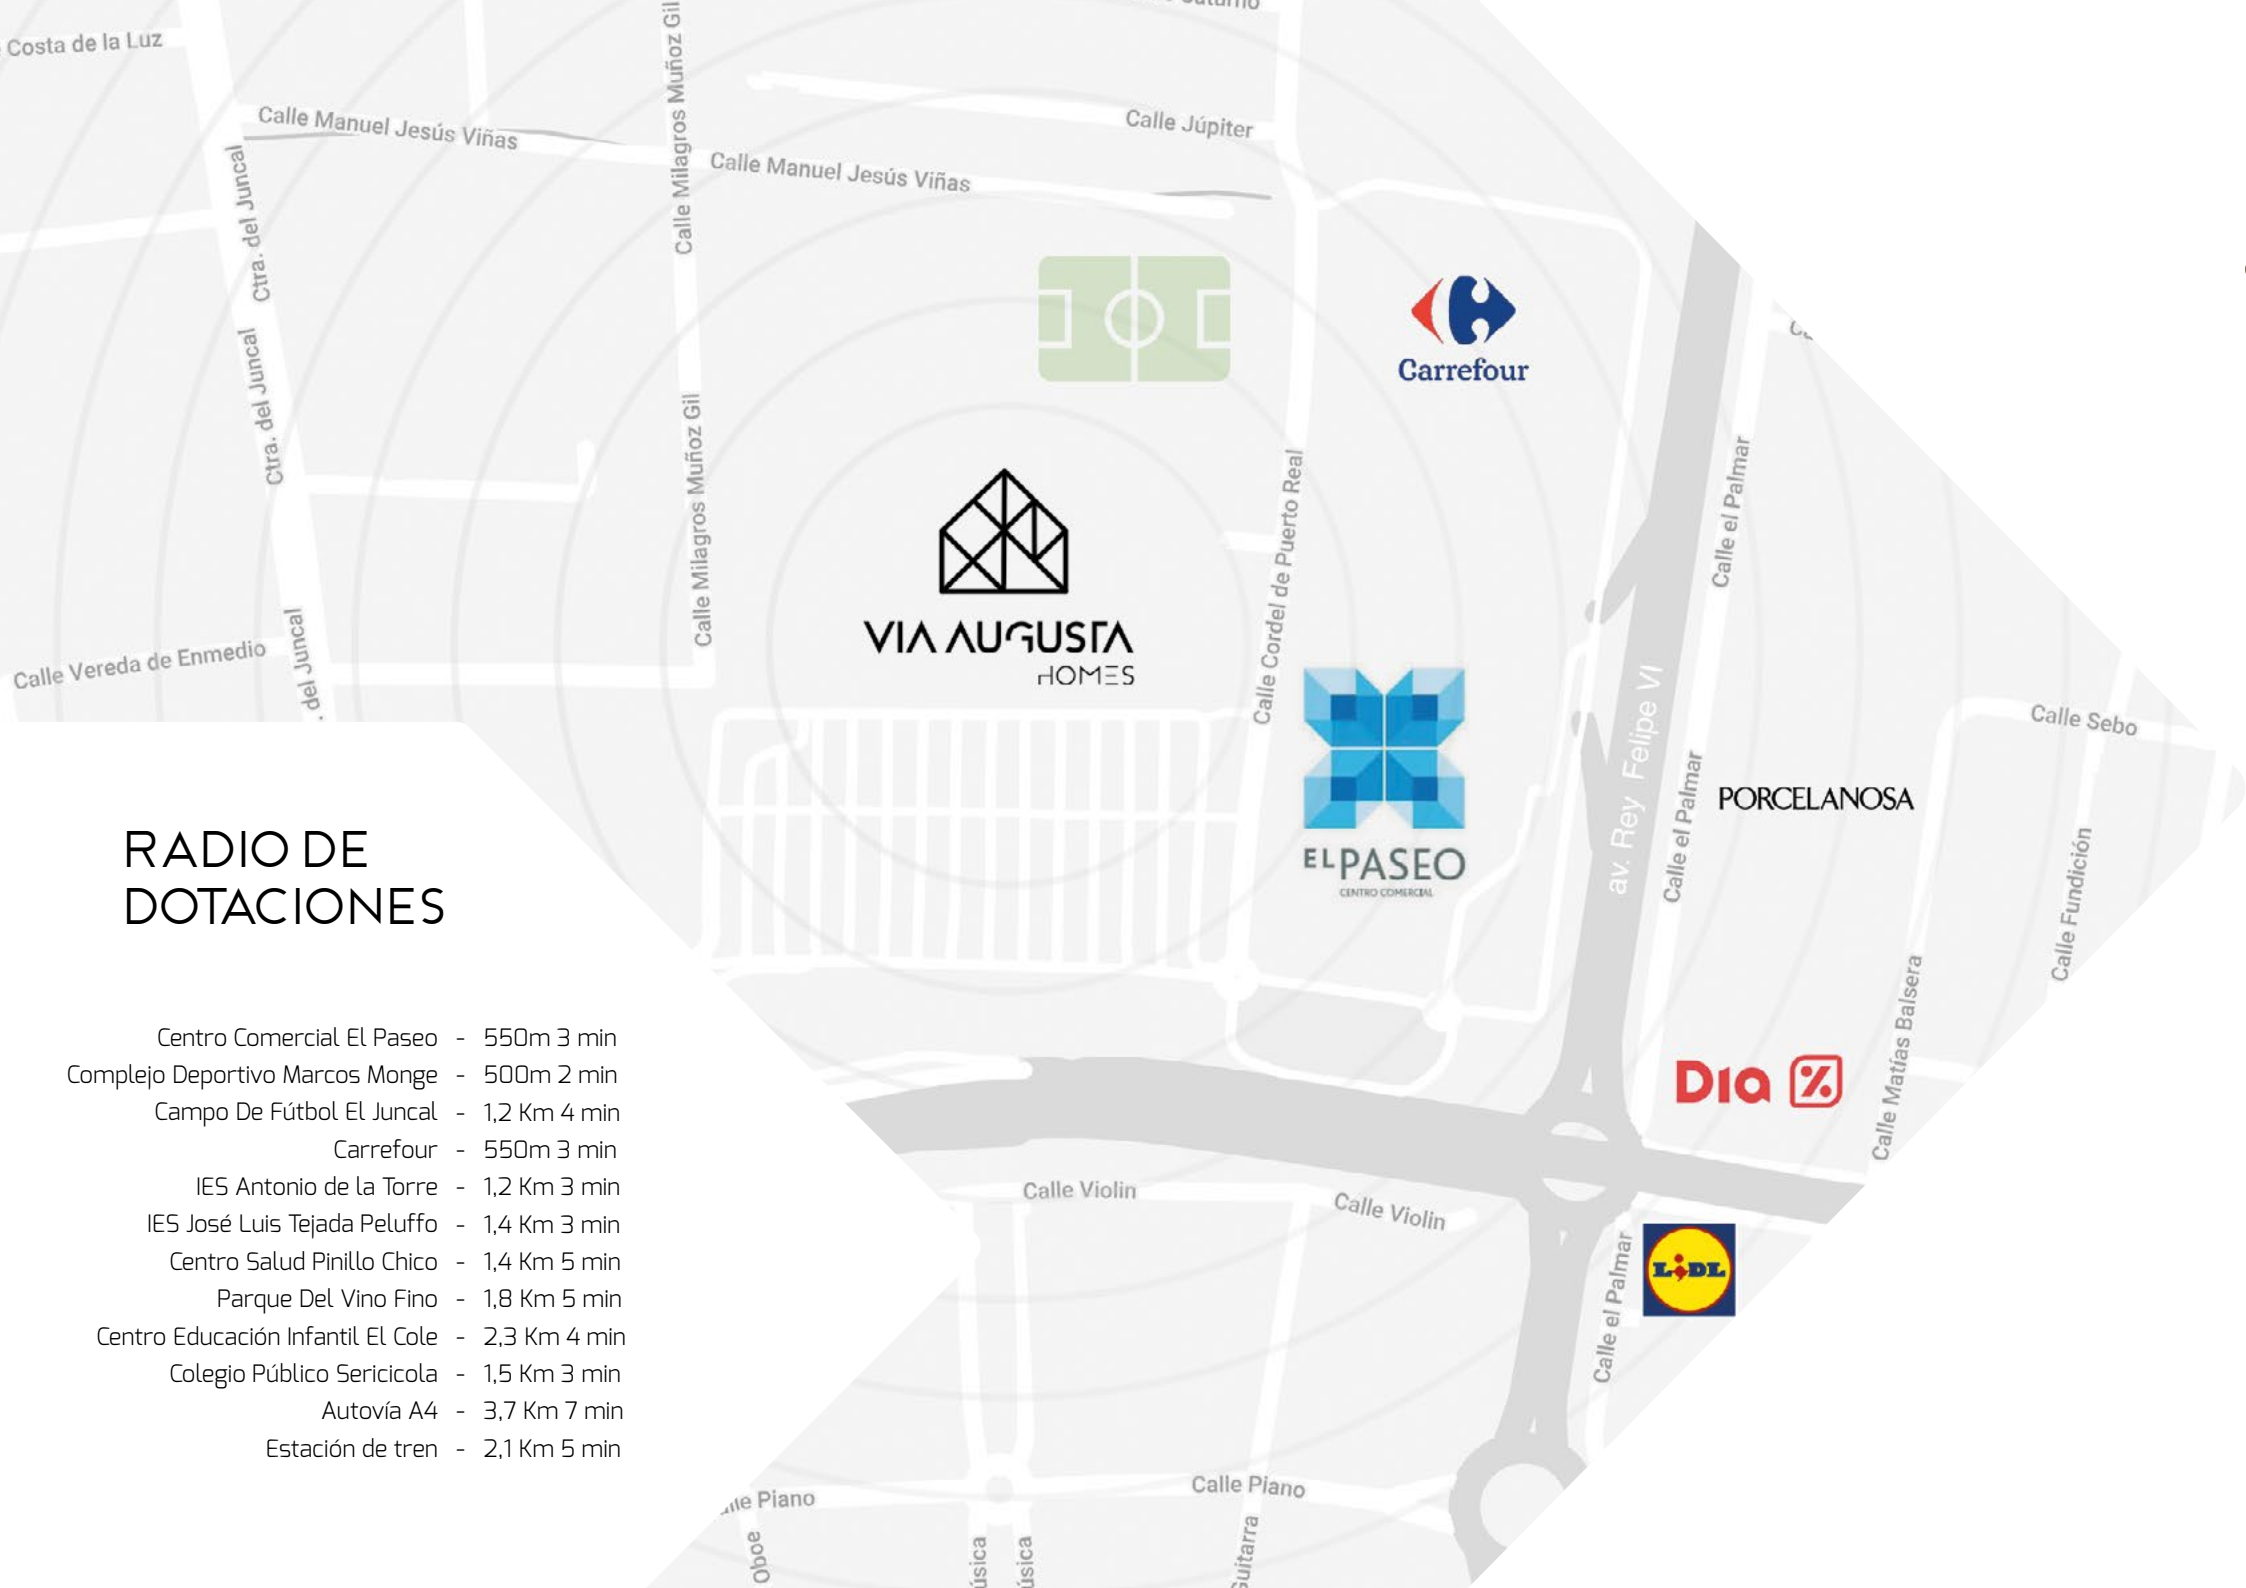 Costa de la Luz
Calle Manuel Jesús Viñas
Calle Milagros Muñoz Gil
Calle Manuel Jesús Viñas
Calle Júpiter
Ctra. del Juncal
Ctra. del Juncal
Calle Milagros Muñoz Gil
Carrefour
Calle Cordel de Puerto Real
Calle el Palmar
VIA AUGUSTA
HOMES
Calle Vereda de Enmedio
del Juncal
av. Rey Felipe VI
Calle el Palmar
Calle Sebo
PORCELANOSA
EL PASEO
CENTRO COMERCIAL
Calle Fundición
Calle Matías Balsera
Dia %
RADIO DE
DOTACIONES
Centro Comercial El Paseo - 550m 3 min
Complejo Deportivo Marcos Monge - 500m 2 min
Campo De Fútbol El Juncal - 1,2 Km 4 min
Carrefour - 550m 3 min
IES Antonio de la Torre - 1,2 Km 3 min
IES José Luis Tejada Peluffo - 1,4 Km 3 min
Centro Salud Pinillo Chico - 1,4 Km 5 min
Parque Del Vino Fino - 1,8 Km 5 min
Centro Educación Infantil El Cole - 2,3 Km 4 min
Colegio Público Sericicola - 1,5 Km 3 min
Autovía A4 - 3,7 Km 7 min
Estación de tren - 2,1 Km 5 min
Calle Violin
Calle Violin
LIDL
Calle el Palmar
Piano
Calle Piano
Oboe